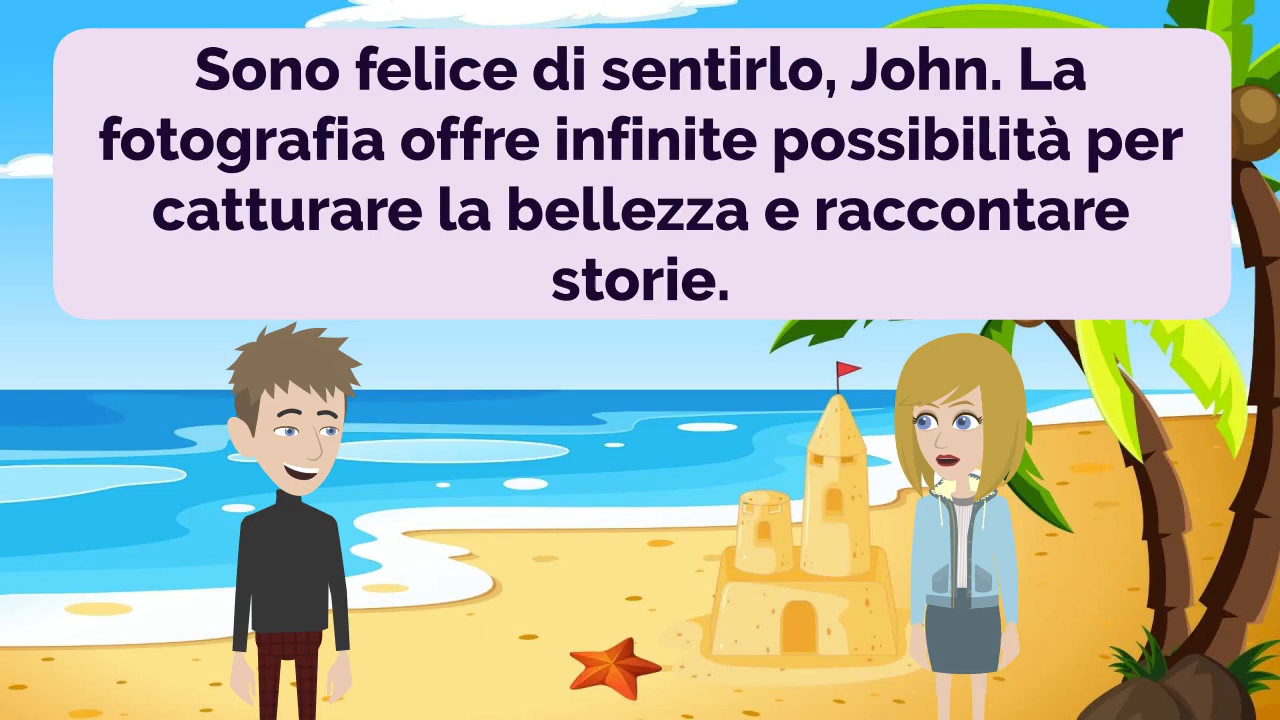 Sono felice di sentirlo, John. La
fotografia offre infinite possibilità per
catturare la bellezza e raccontare
storie.